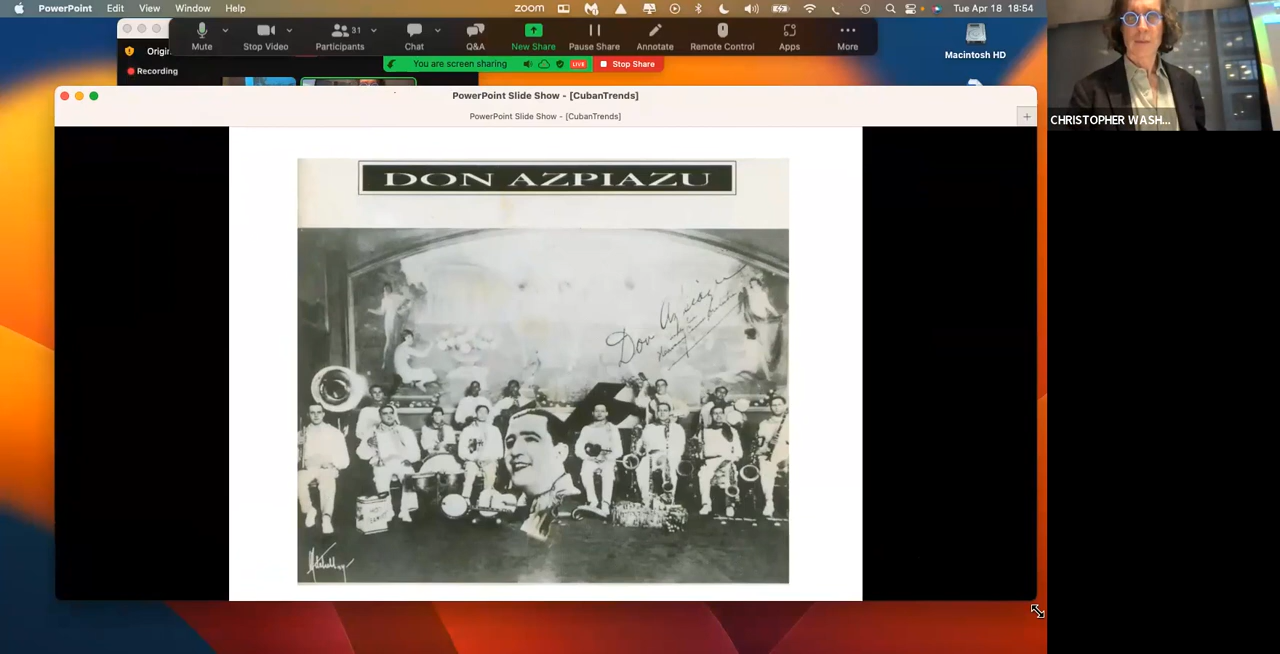 PowerPoint Edit View Window Help zoom Tue Apr 18 18:54
Mute Stop Video Participants 31 Chat Q&A New Share Pause Share Annotate Remote Control Apps More
Origin
Recording
You are screen sharing LIVE Stop Share
Macintosh HD
PowerPoint Slide Show - [CubanTrends]
PowerPoint Slide Show - [CubanTrends]
CHRISTOPHER WASH...
DON AZPIAZU
Don Azpiazu